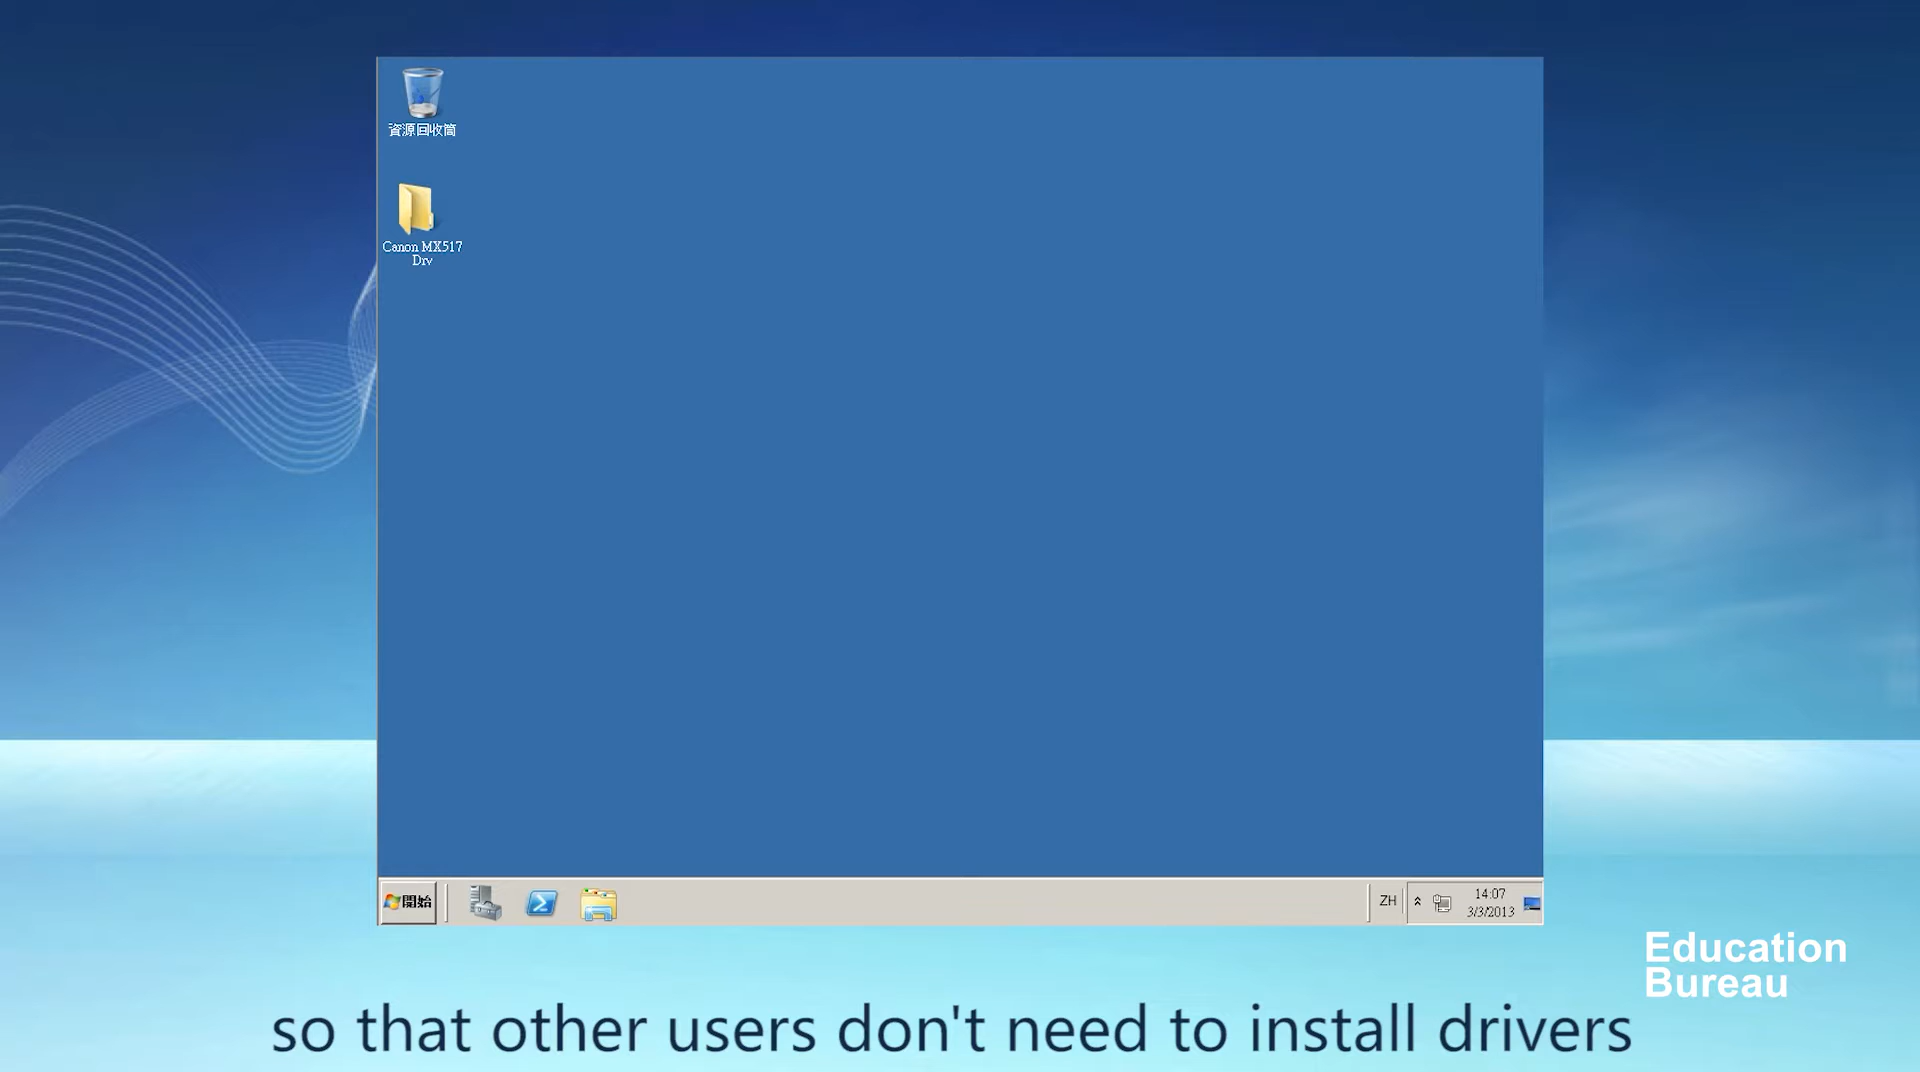 資源回收筒
Canon MX517
Drv
開始
ZH
14:07
3/3/2013
Education
Bureau
so that other users don't need to install drivers